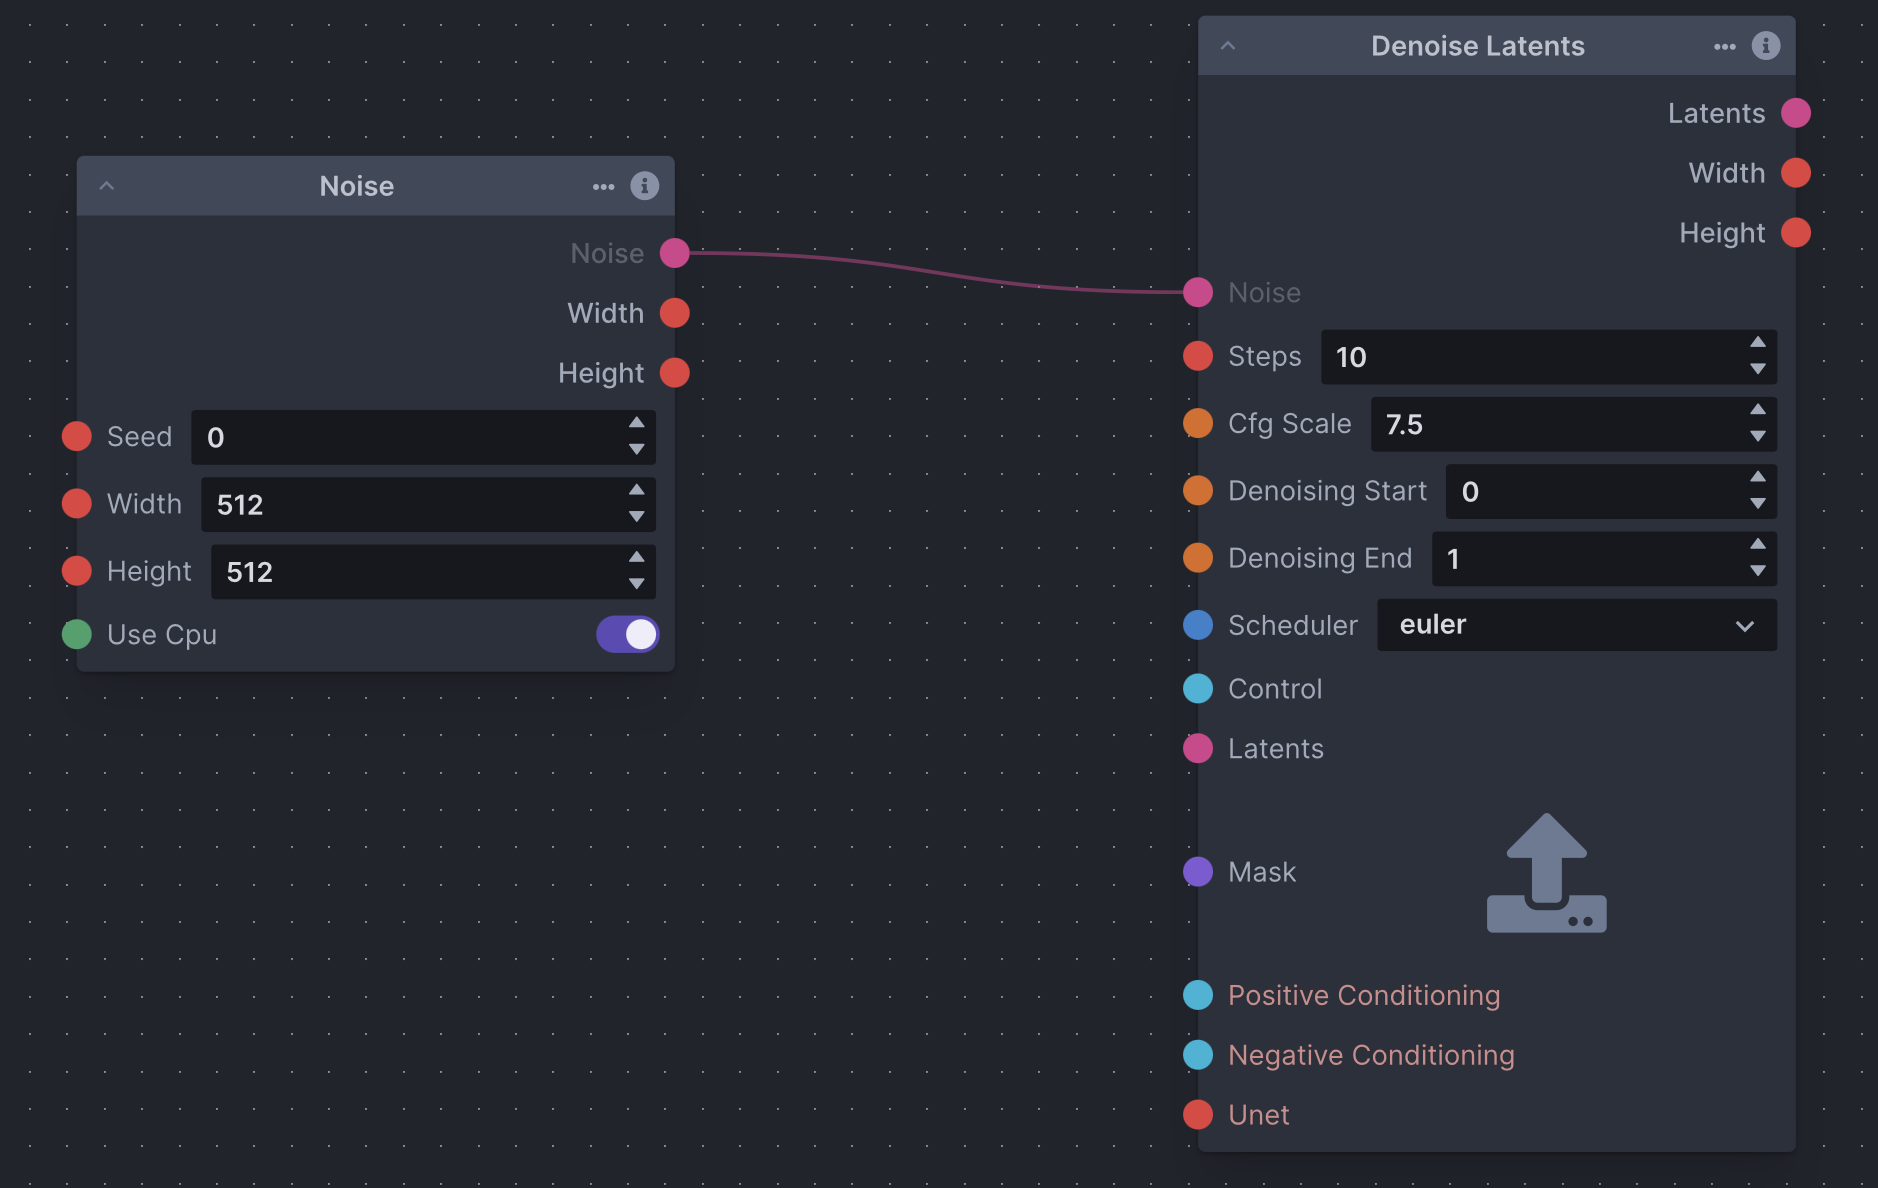 Noise
Noise
Width
Height
Seed 0
Width 512
Height 512
Use Cpu
Denoise Latents
Latents
Width
Height
Noise
Steps 10
Cfg Scale 7.5
Denoising Start 0
Denoising End 1
Scheduler euler
Control
Latents
Mask
Positive Conditioning
Negative Conditioning
Unet